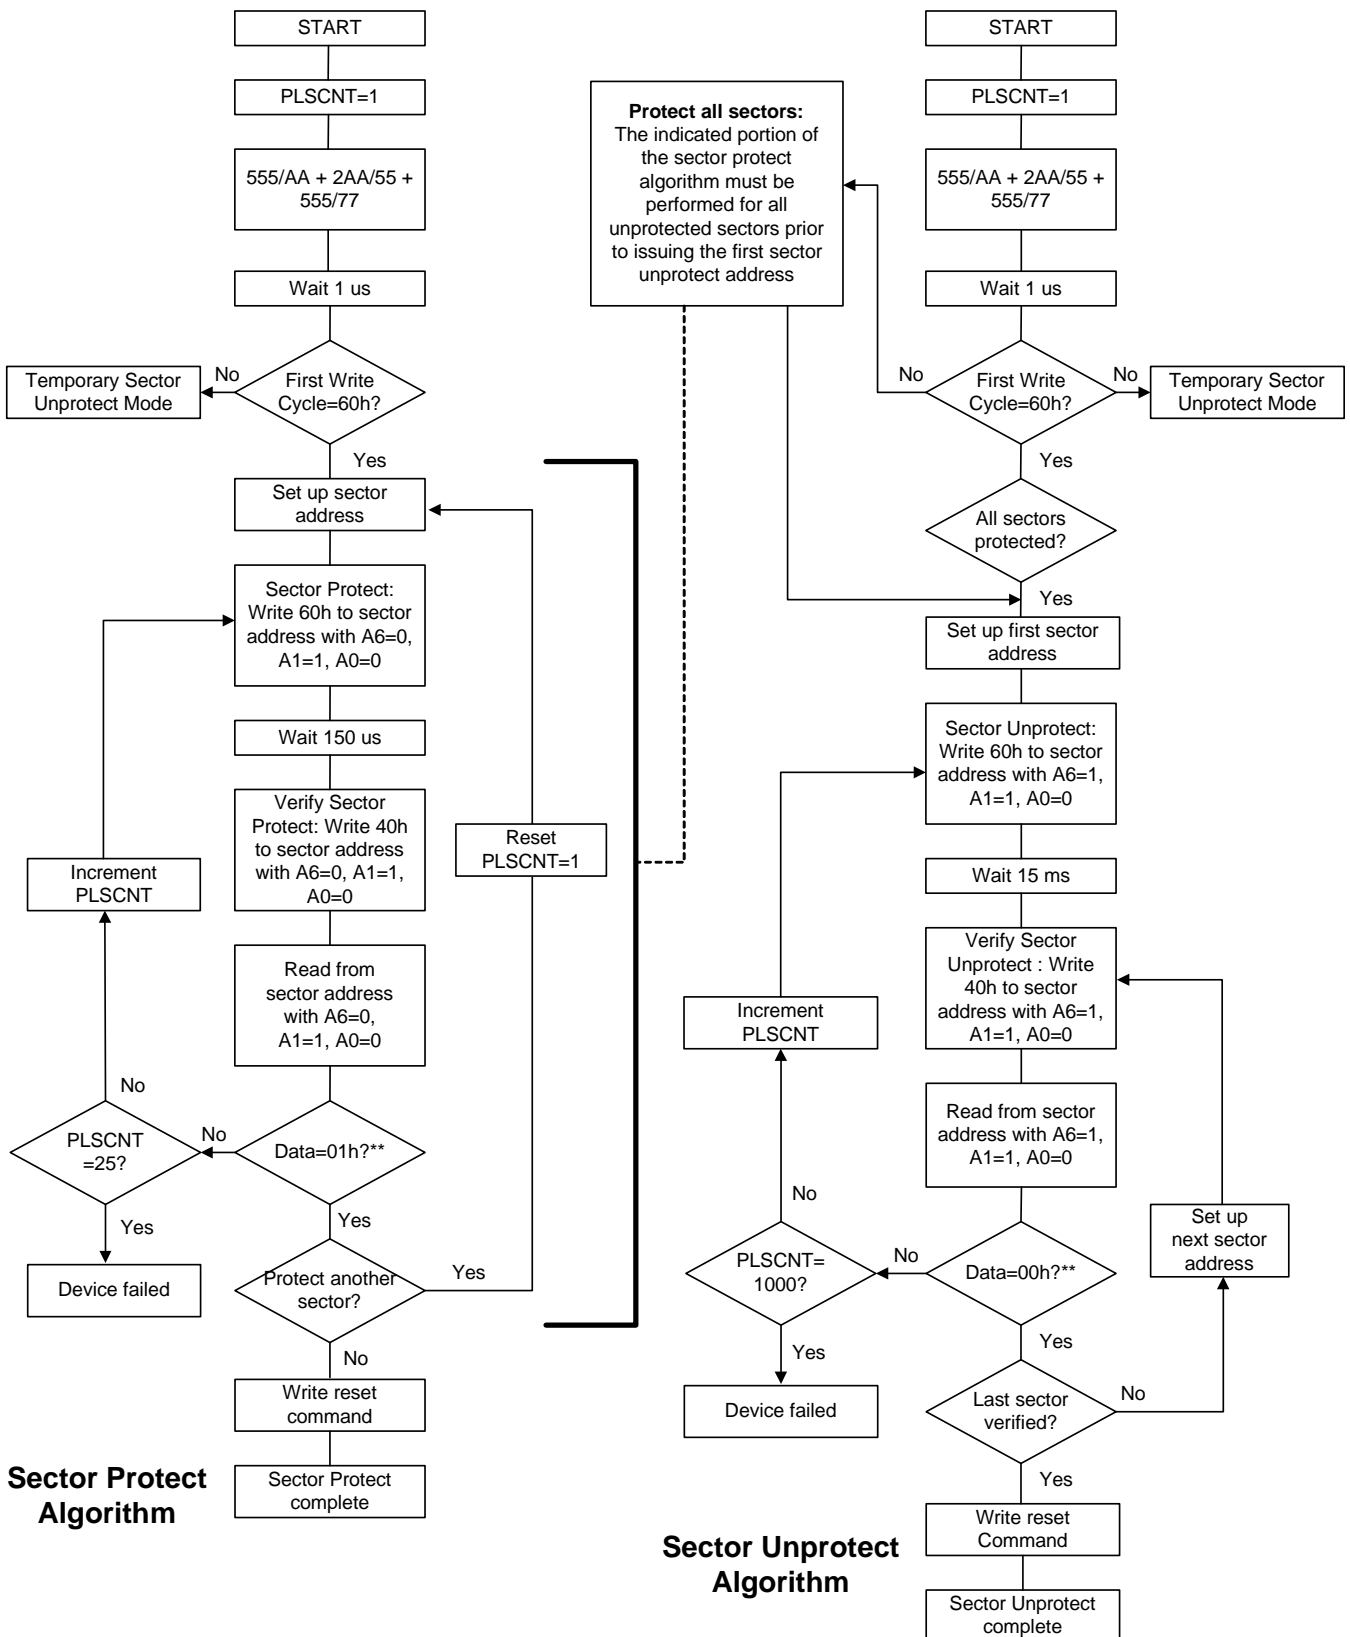 START
PLSCNT=1
555/AA + 2AA/55 +
555/77
Wait 1 us
First Write
Cycle=60h?
No
Temporary Sector
Unprotect Mode
Yes
Set up sector
address
Sector Protect:
Write 60h to sector
address with A6=0,
A1=1, A0=0
Wait 150 us
Verify Sector
Protect: Write 40h
to sector address
with A6=0, A1=1,
A0=0
Reset
PLSCNT=1
Increment
PLSCNT
Read from
sector address
with A6=0,
A1=1, A0=0
No
PLSCNT
=25?
No
Data=01h?**
Yes
Device failed
Yes
Protect another
sector?
Yes
No
Write reset
command
Sector Protect
complete
Sector Protect
Algorithm
Protect all sectors:
The indicated portion of
the sector protect
algorithm must be
performed for all
unprotected sectors prior
to issuing the first sector
unprotect address
START
PLSCNT=1
555/AA + 2AA/55 +
555/77
Wait 1 us
No
First Write
Cycle=60h?
No
Temporary Sector
Unprotect Mode
Yes
All sectors
protected?
Yes
Set up first sector
address
Sector Unprotect:
Write 60h to sector
address with A6=1,
A1=1, A0=0
Wait 15 ms
Verify Sector
Unprotect : Write
40h to sector
address with A6=1,
A1=1, A0=0
Increment
PLSCNT
Read from sector
address with A6=1,
A1=1, A0=0
No
Set up
next sector
address
PLSCNT=
1000?
No
Data=00h?**
Yes
Device failed
Yes
Last sector
verified?
No
Yes
Write reset
Command
Sector Unprotect
complete
Sector Unprotect
Algorithm